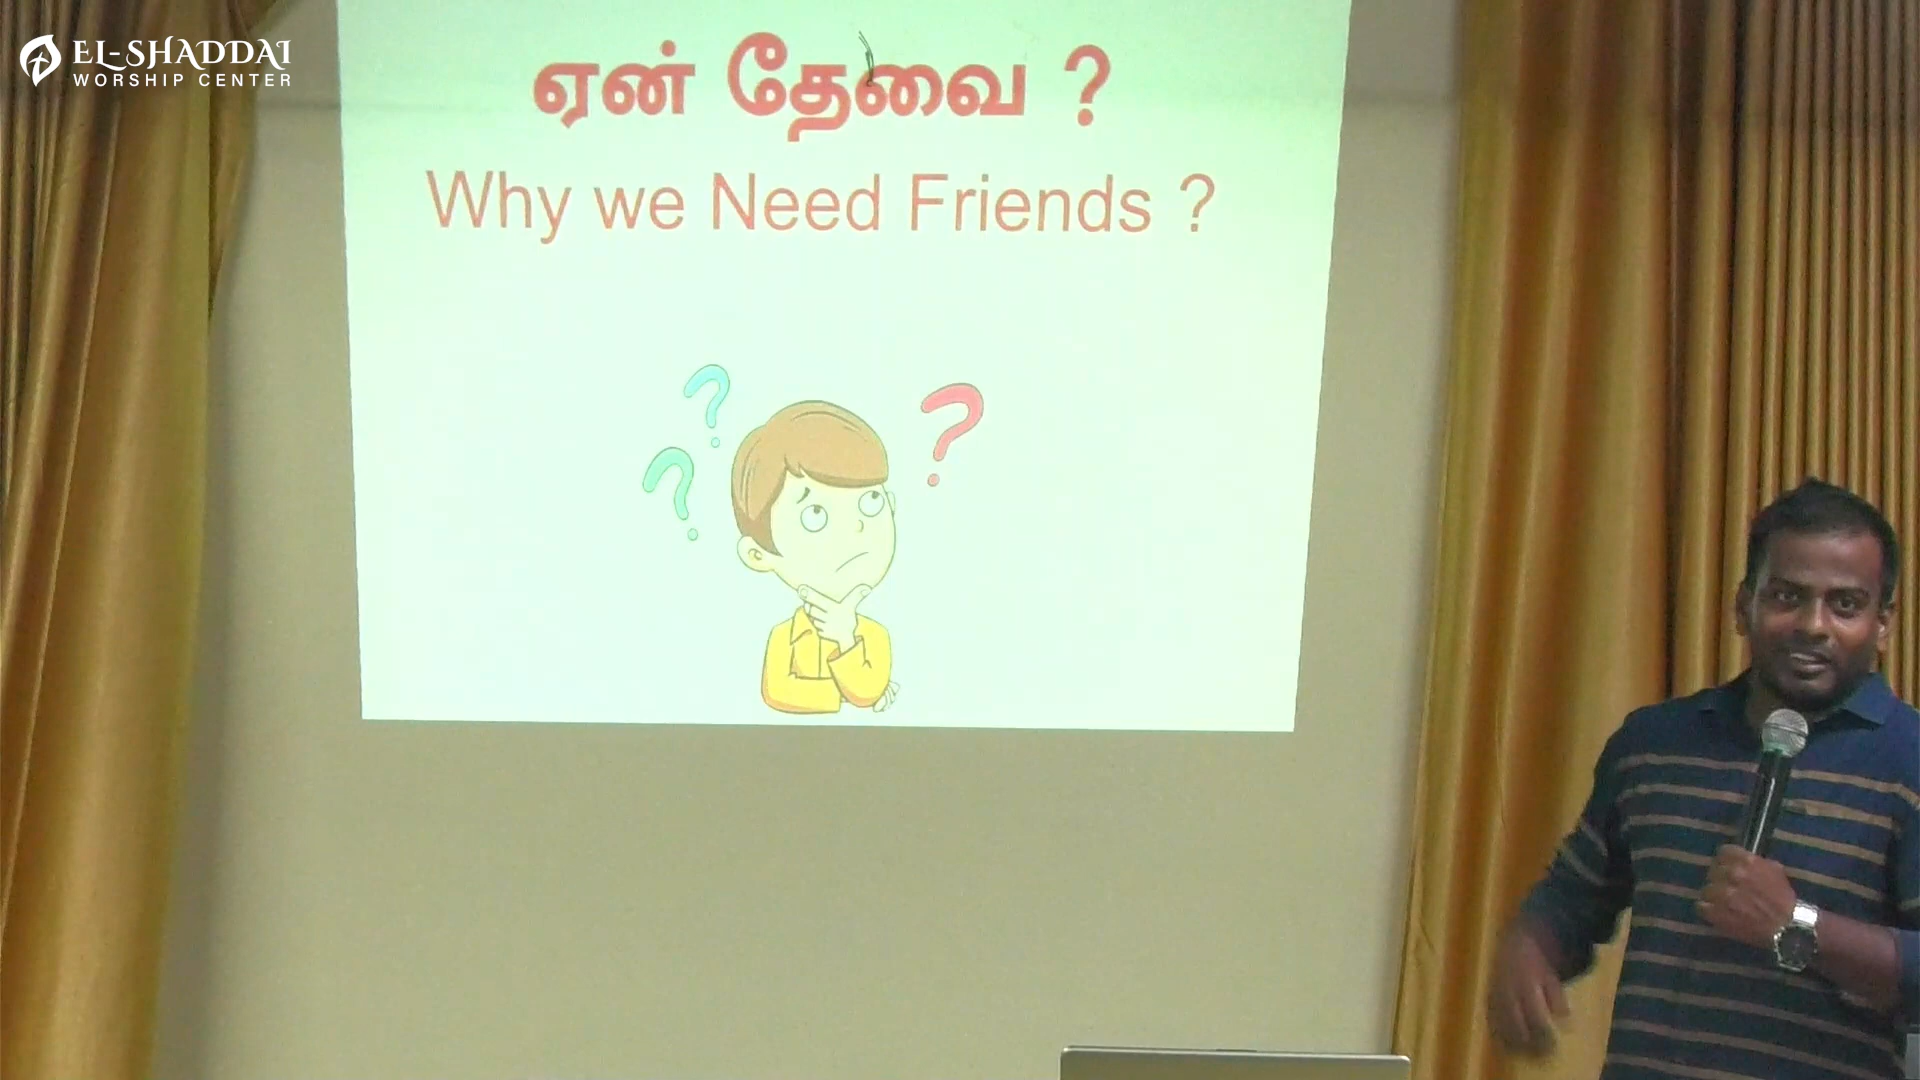 EL-SHADDAI
WORSHIP CENTER
ஏன் தேவை ?
Why we Need Friends ?